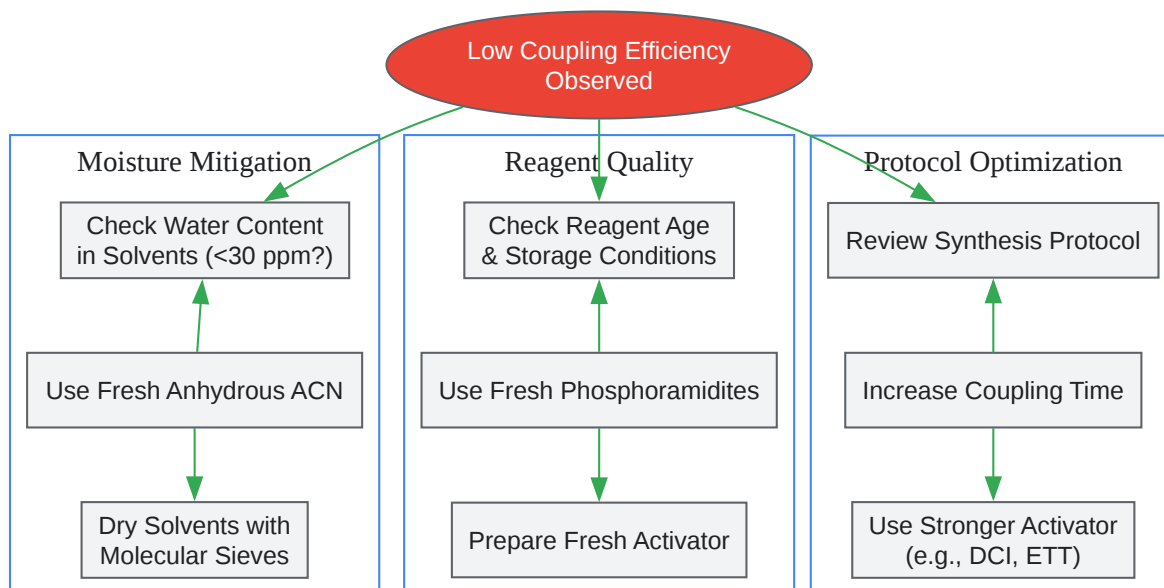 Low Coupling Efficiency
Observed
Moisture Mitigation
Check Water Content
in Solvents (<30 ppm?)
Use Fresh Anhydrous ACN
Dry Solvents with
Molecular Sieves
Reagent Quality
Check Reagent Age
& Storage Conditions
Use Fresh Phosphoramidites
Prepare Fresh Activator
Protocol Optimization
Review Synthesis Protocol
Increase Coupling Time
Use Stronger Activator
(e.g., DCI, ETT)